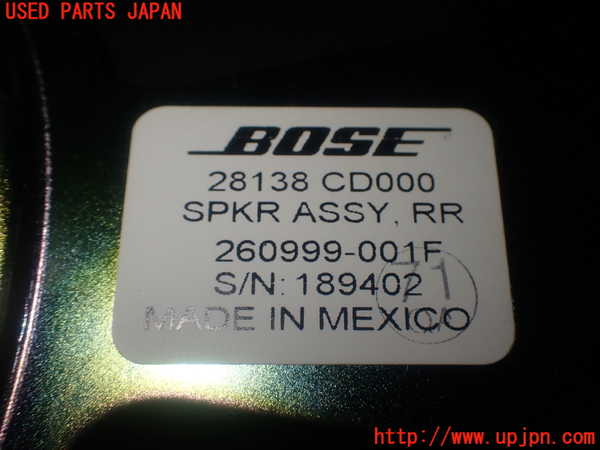 USED PARTS JAPAN
BOSE
28138 CD000
SPKR ASSY, RR
260999-001F
S/N: 189402
71
MADE IN MEXICO
http://www.upjpn.com